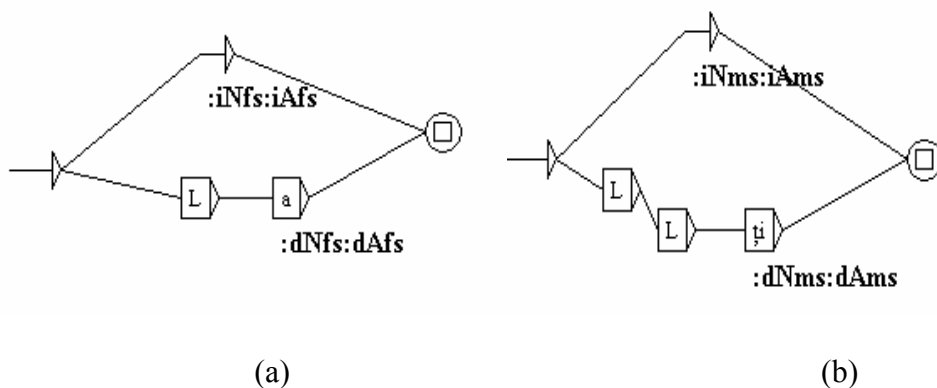 :iNfs:iAfs
L a
:dNfs:dAfs
(a)
:iNms:iAms
L
L ţi
:dNms:dAms
(b)